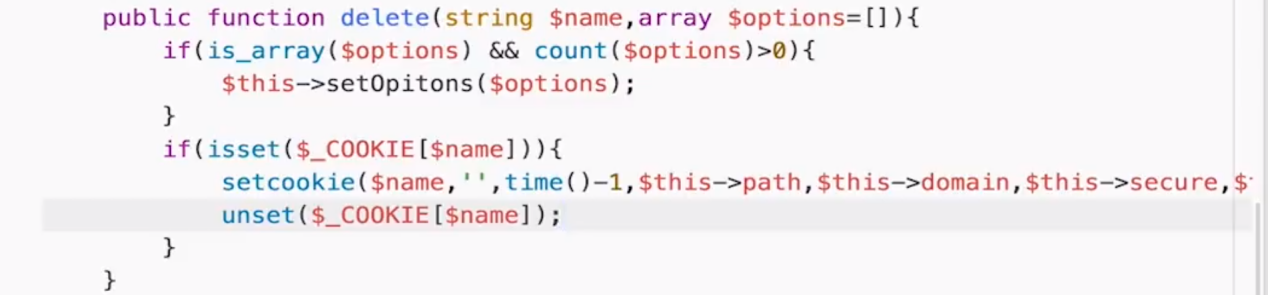 public function delete(string $name,array $options=[]){
if(is_array($options) && count($options)>0){
$this->setOpitons($options);
}
if(isset($_COOKIE[$name])){
setcookie($name,'',time()-1,$this->path,$this->domain,$this->secure,$
unset($_COOKIE[$name]);
}
}